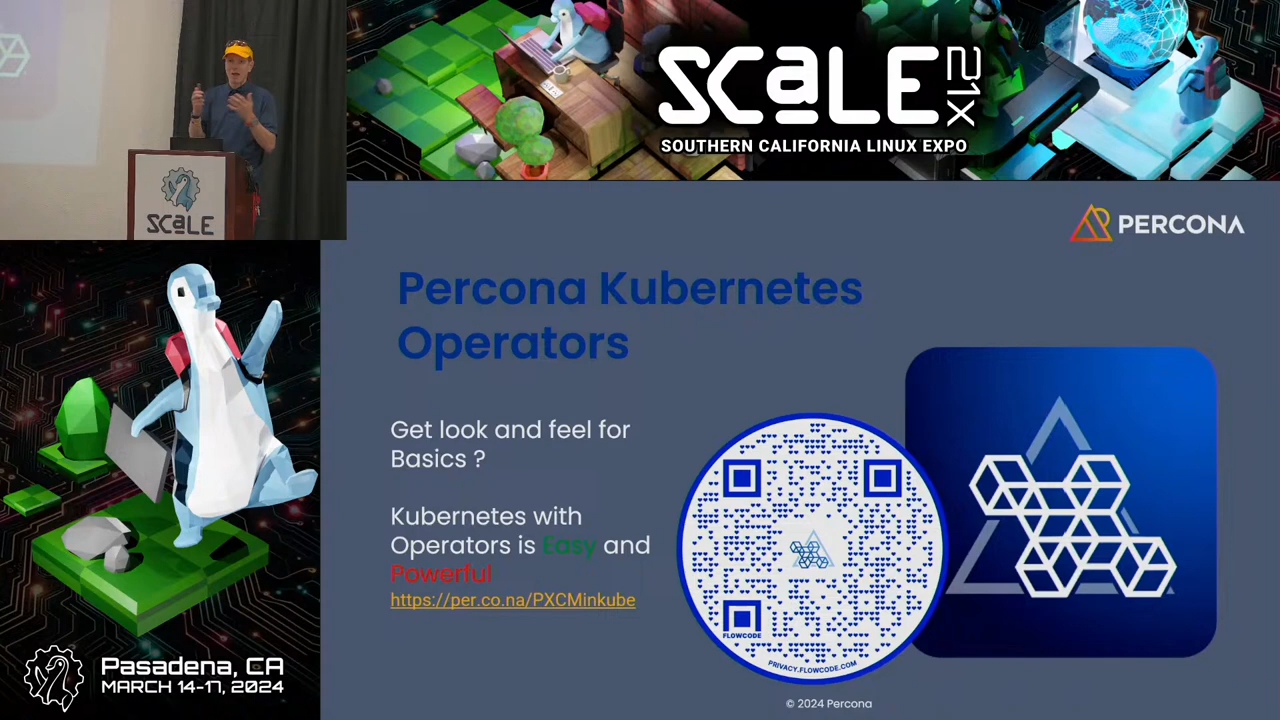 SCaLE 21X
SOUTHERN CALIFORNIA LINUX EXPO
SCaLE
PERCONA
Percona Kubernetes
Operators
Get look and feel for
Basics ?
Kubernetes with
Operators is Easy and
Powerful
https://per.co.na/PXCMinkube
FLOWCODE
PRIVACY.FLOWCODE.COM
© 2024 Percona
Pasadena, CA
MARCH 14-17, 2024